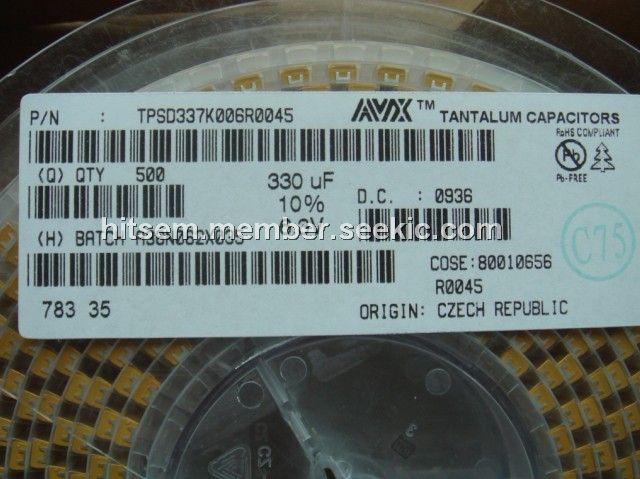 P/N : TPSD337K006R0045 AVX ™ TANTALUM CAPACITORS
RoHS COMPLIANT
(Q) QTY 500
330 uF
Pb
Pb-FREE
10%
D.C. : 0936
hitsem.member.seekic.com
(H) BATCH
C75
COSE:80010656
R0045
783 35
ORIGIN: CZECH REPUBLIC